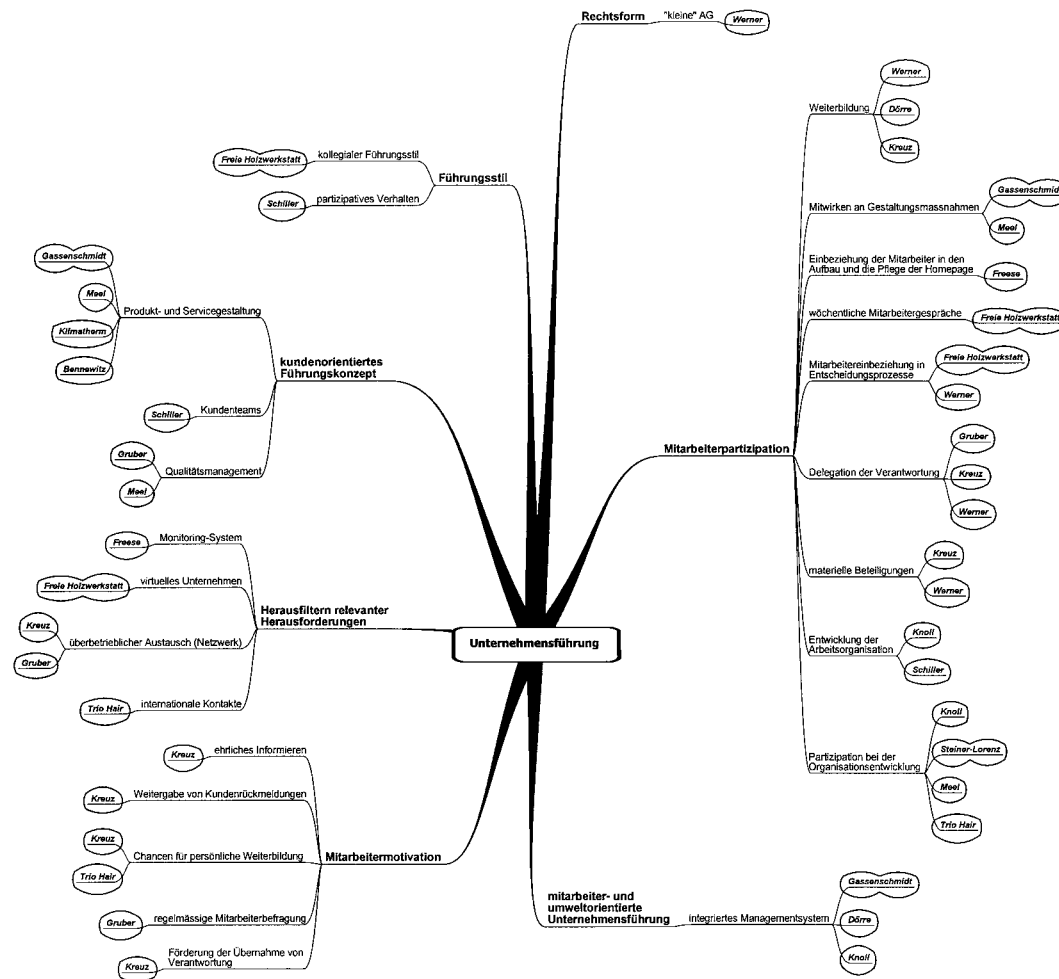 Rechtsform
"kleine" AG
Werner
Führungsstil
kollegialer Führungsstil
Freie Holzwerkstatt
partizipatives Verhalten
Schiller
kundenorientiertes
Führungskonzept
Produkt- und Servicegestaltung
Gassenschmidt
Meel
Klimatherm
Bennewitz
Kundenteams
Schiller
Qualitätsmanagement
Gruber
Meel
Herausfiltern relevanter
Herausforderungen
Monitoring-System
Freese
virtuelles Unternehmen
Freie Holzwerkstatt
überbetrieblicher Austausch (Netzwerk)
Kreuz
Gruber
internationale Kontakte
Trio Hair
Mitarbeitermotivation
ehrliches Informieren
Kreuz
Weitergabe von Kundenrückmeldungen
Kreuz
Chancen für persönliche Weiterbildung
Kreuz
Trio Hair
regelmässige Mitarbeiterbefragung
Gruber
Förderung der Übernahme von
Verantwortung
Kreuz
Unternehmensführung
Mitarbeiterpartizipation
Weiterbildung
Werner
Dörre
Kreuz
Mitwirken an Gestaltungsmassnahmen
Gassenschmidt
Meel
Einbeziehung der Mitarbeiter in den
Aufbau und die Pflege der Homepage
Freese
wöchentliche Mitarbeitergespräche
Freie Holzwerkstatt
Mitarbeitereinbeziehung in
Entscheidungsprozesse
Freie Holzwerkstatt
Werner
Delegation der Verantwortung
Gruber
Kreuz
Werner
materielle Beteiligungen
Kreuz
Werner
Entwicklung der
Arbeitsorganisation
Knoll
Schiller
Partizipation bei der
Organisationsentwicklung
Knoll
Steiner-Lorenz
Meel
Trio Hair
mitarbeiter- und
umweltorientierte
Unternehmensführung
integriertes Managementsystem
Gassenschmidt
Dörre
Knoll